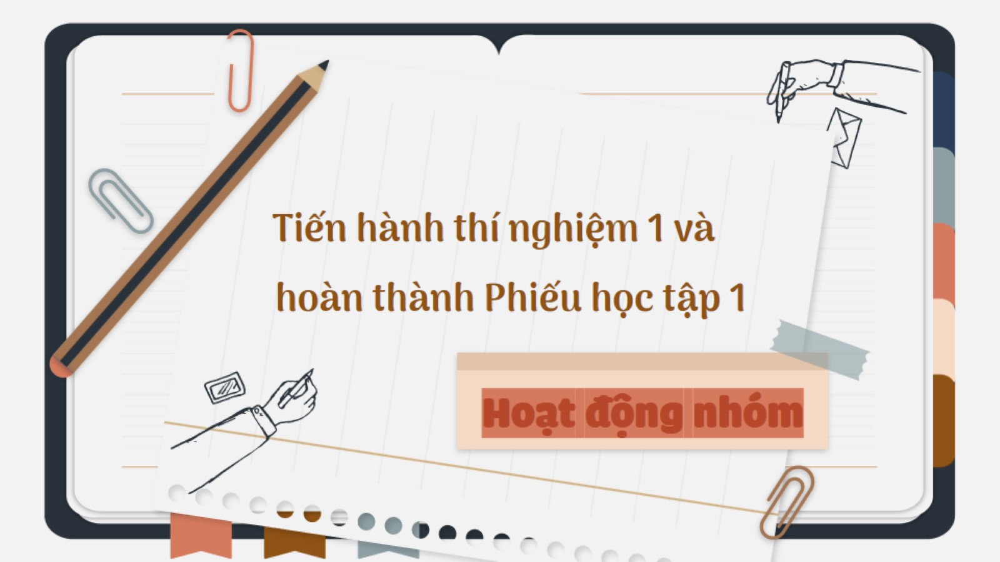 Tiến hành thí nghiệm 1 và
hoàn thành Phiếu học tập 1
Hoạt động nhóm